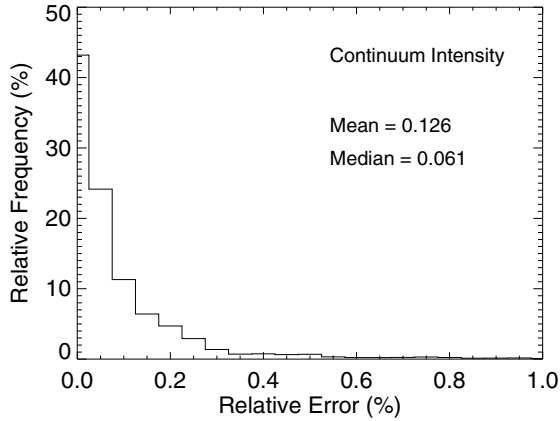 50
40
30
20
10
0
Relative Frequency (%)
Continuum Intensity
Mean = 0.126
Median = 0.061
0.0 0.2 0.4 0.6 0.8 1.0
Relative Error (%)